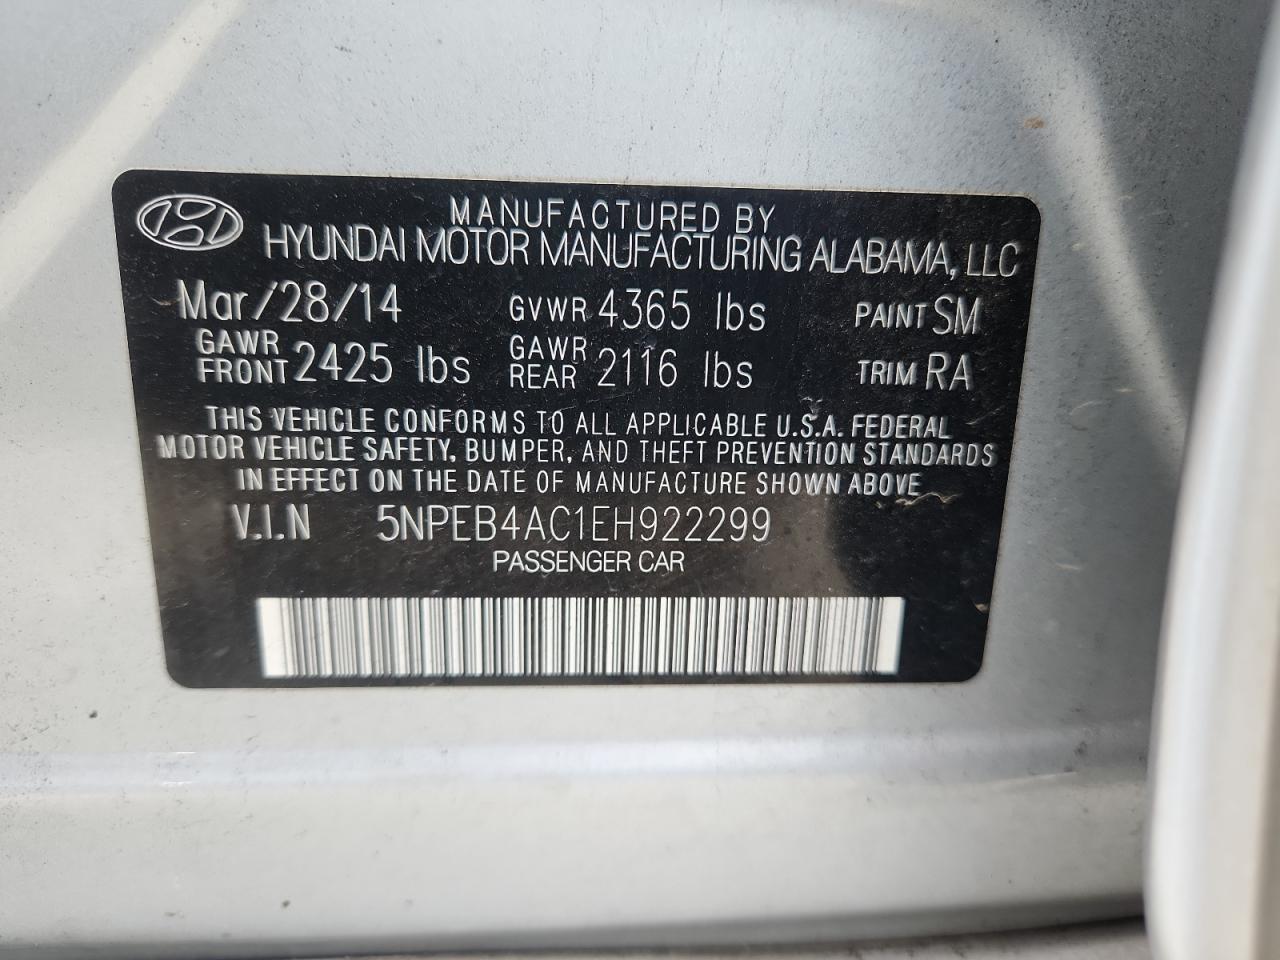 MANUFACTURED BY
HYUNDAI MOTOR MANUFACTURING ALABAMA, LLC
Mar/28/14 GVWR 4365 lbs PAINT SM
GAWR FRONT 2425 lbs GAWR REAR 2116 lbs TRIM RA
THIS VEHICLE CONFORMS TO ALL APPLICABLE U.S.A. FEDERAL
MOTOR VEHICLE SAFETY, BUMPER, AND THEFT PREVENTION STANDARDS
IN EFFECT ON THE DATE OF MANUFACTURE SHOWN ABOVE
V.I.N 5NPEB4AC1EH922299
PASSENGER CAR